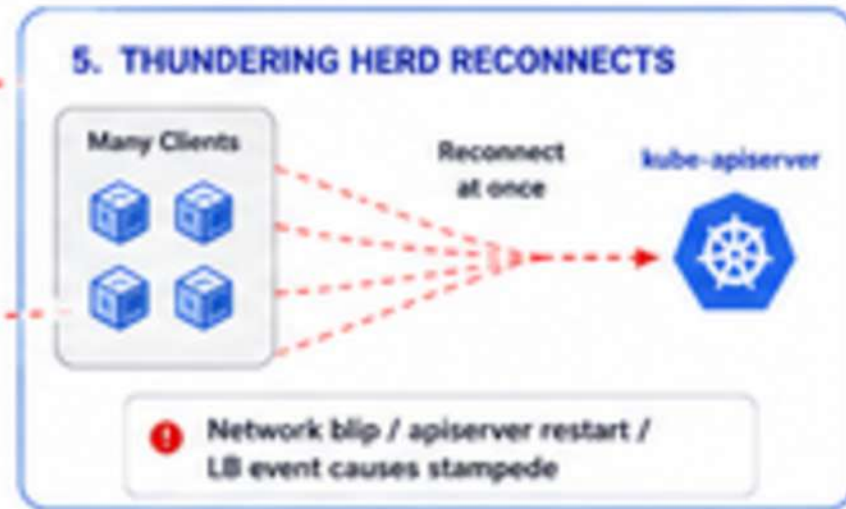 5. THUNDERING HERD RECONNECTS
Many Clients
Reconnect
at once
kube-apiserver
Network blip / apiserver restart /
LB event causes stampede